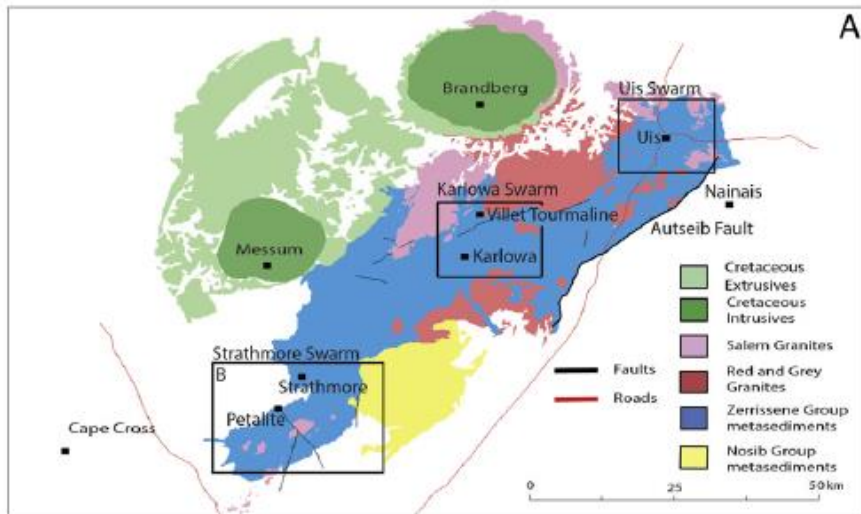 A
Brandberg
Uis Swarm
Uis
Karlowa Swarm
Villet Tourmaline
Nainais
Autseib Fault
Karlowa
Messum
Cretaceous
Extrusives
Cretaceous
Intrusives
Salem Granites
Strathmore Swarm
B
Strathmore
Faults
Red and Grey
Granites
Roads
Petalite
Zerrissene Group
metasediments
Cape Cross
Nosib Group
metasediments
0 25 50 km